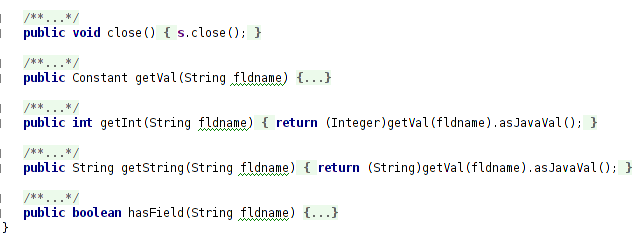 /**...*/
public void close() { s.close(); }
/**...*/
public Constant getVal(String fldname) {...}
/**...*/
public int getInt(String fldname) { return (Integer)getVal(fldname).asJavaVal(); }
/**...*/
public String getString(String fldname) { return (String)getVal(fldname).asJavaVal(); }
/**...*/
public boolean hasField(String fldname) {...}
}